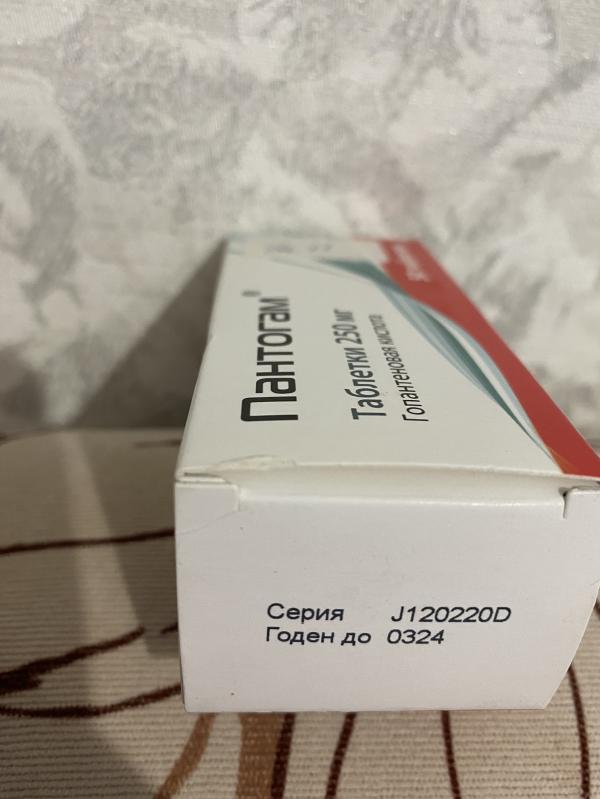 Пантогам®
Таблетки 250 мг
Гопантеновая кислота
Серия J120220D
Годен до 0324